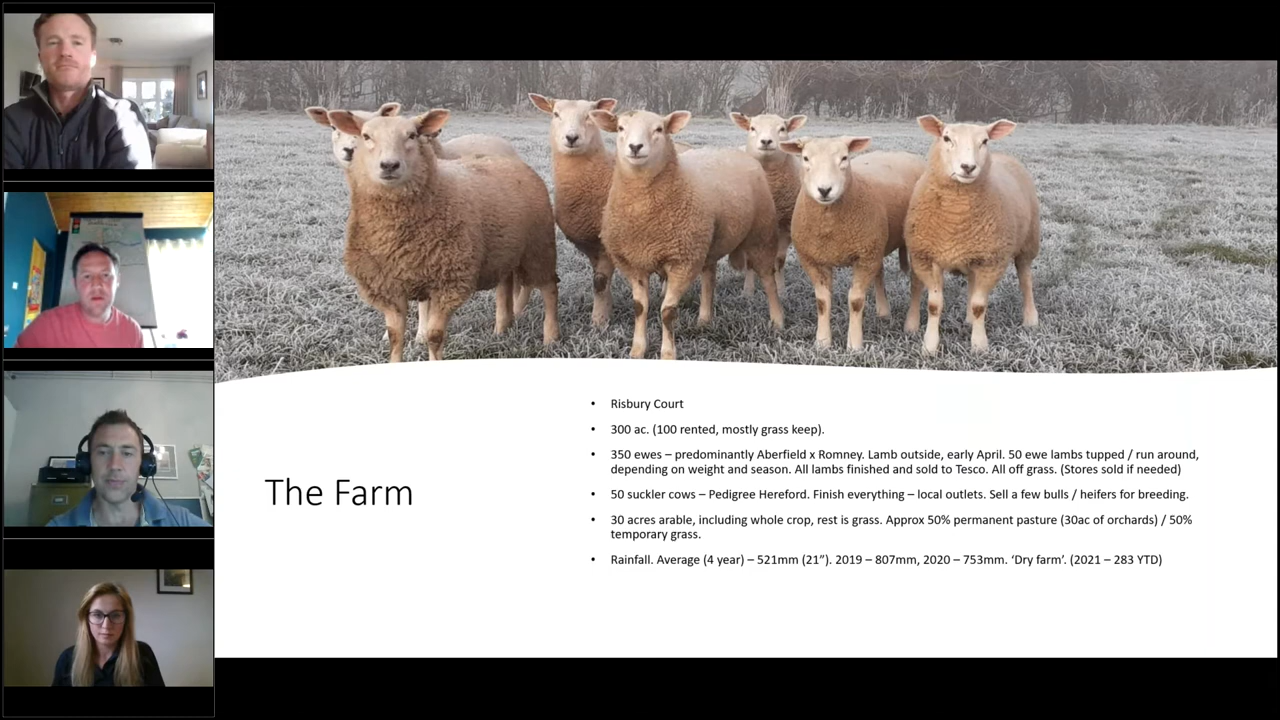 The Farm
• Risbury Court
• 300 ac. (100 rented, mostly grass keep).
• 350 ewes – predominantly Aberfield x Romney. Lamb outside, early April. 50 ewe lambs tupped / run around,
depending on weight and season. All lambs finished and sold to Tesco. All off grass. (Stores sold if needed)
• 50 suckler cows – Pedigree Hereford. Finish everything – local outlets. Sell a few bulls / heifers for breeding.
• 30 acres arable, including whole crop, rest is grass. Approx 50% permanent pasture (30ac of orchards) / 50%
temporary grass.
• Rainfall. Average (4 year) – 521mm (21”). 2019 – 807mm, 2020 – 753mm. ‘Dry farm’. (2021 – 283 YTD)